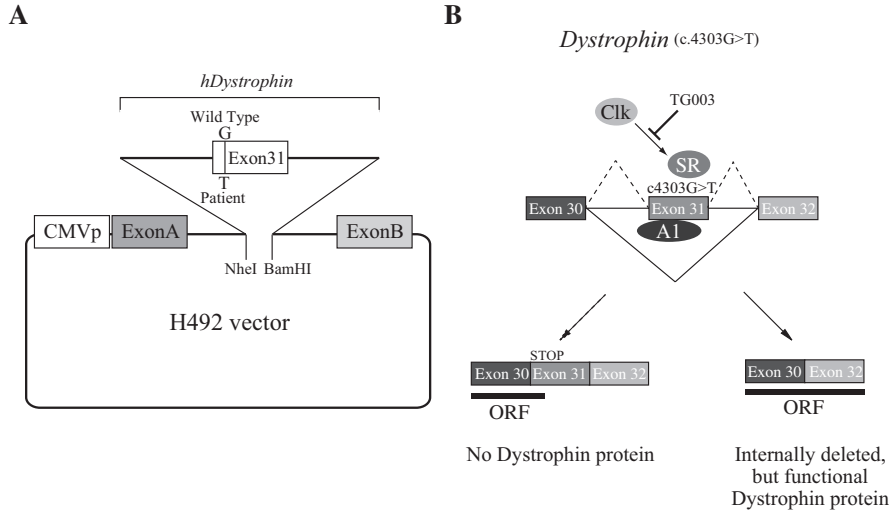 A
hDystrophin
Wild Type
G
Exon31
T
Patient
CMVp ExonA ExonB
NheI BamHI
H492 vector
B
Dystrophin (c.4303G>T)
TG003
Clk
SR
c4303G>T
Exon 30 Exon 31 Exon 32
A1
STOP
Exon 30 Exon 31 Exon 32
ORF
No Dystrophin protein
Exon 30 Exon 32
ORF
Internally deleted,
but functional
Dystrophin protein